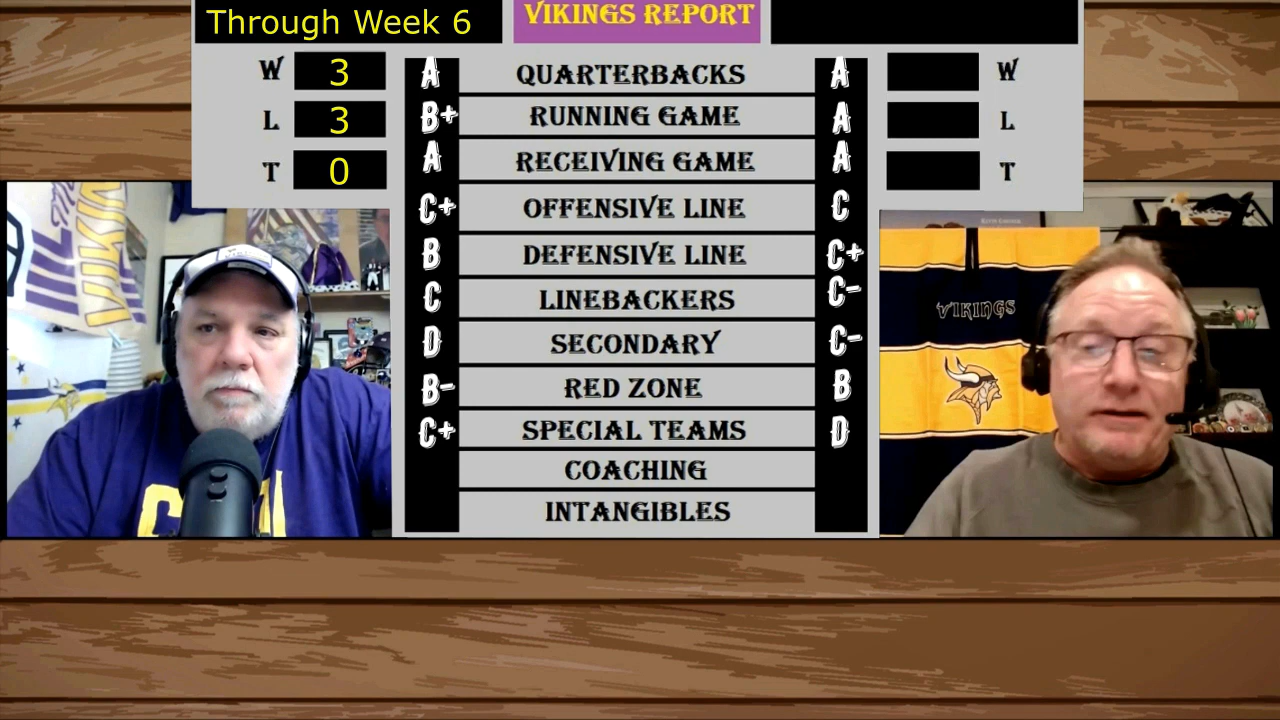 Through Week 6
VIKINGS REPORT
W 3
L 3
T 0
W
L
T
A QUARTERBACKS A
B+ RUNNING GAME A
A RECEIVING GAME A
C+ OFFENSIVE LINE C
B DEFENSIVE LINE C+
C LINEBACKERS C-
D SECONDARY C-
B- RED ZONE B
C+ SPECIAL TEAMS D
COACHING
INTANGIBLES
VIKINGS